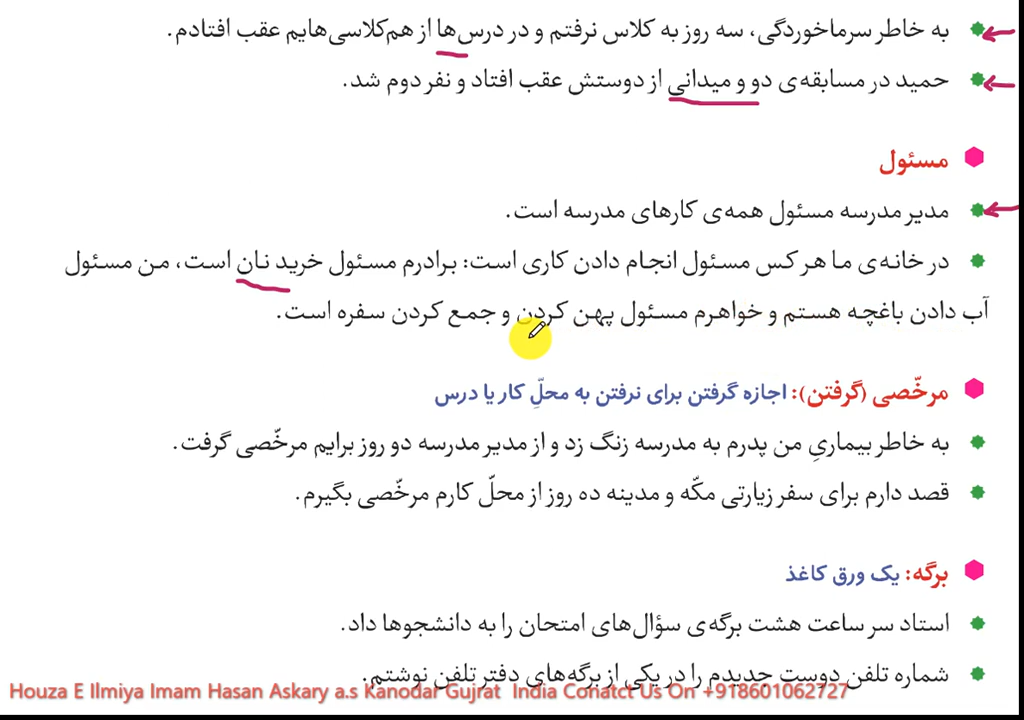 به خاطر سرماخوردگی، سه روز به کلاس نرفتم و در درس‌ها از هم‌کلاسی‌هایم عقب افتادم.
حمید در مسابقه‌ی دو و میدانی از دوستش عقب افتاد و نفر دوم شد.
مسئول
مدیر مدرسه مسئول همه‌ی کارهای مدرسه است.
در خانه‌ی ما هر کس مسئول انجام دادن کاری است: برادرم مسئول خرید نان است، من مسئول
آب دادن باغچه هستم و خواهرم مسئول پهن کردن و جمع کردن سفره است.
مرخّصی (گرفتن): اجازه گرفتن برای نرفتن به محلِّ کار یا درس
به خاطر بیماریِ من پدرم به مدرسه زنگ زد و از مدیر مدرسه دو روز برایم مرخّصی گرفت.
قصد دارم برای سفر زیارتی مکّه و مدینه ده روز از محلّ کارم مرخّصی بگیرم.
برگه: یک ورق کاغذ
استاد سر ساعت هشت برگه‌ی سؤال‌های امتحان را به دانشجوها داد.
شماره تلفن دوست جدیدم را در یکی از برگه‌های دفتر تلفن نوشتم.
Houza E Ilmiya Imam Hasan Askary a.s Kanodar Gujrat India Conatct Us On +918601062727